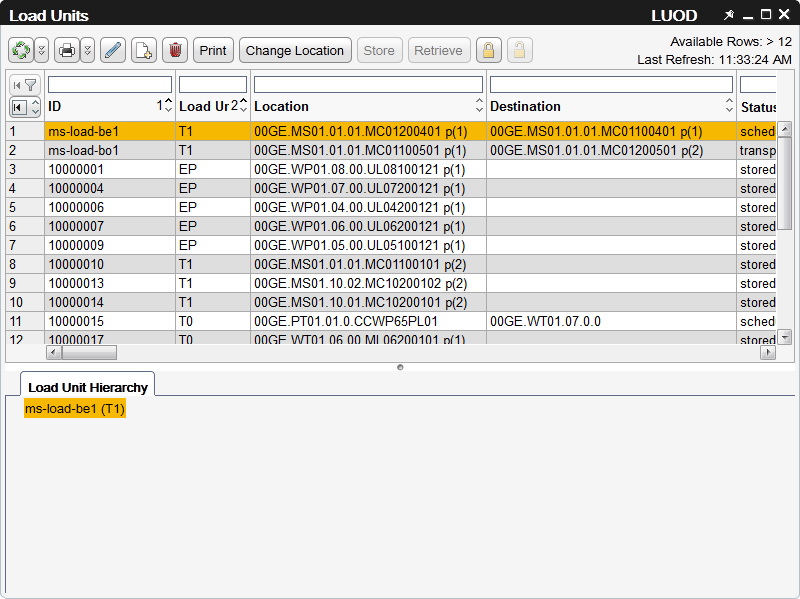 Load Units LUOD
Print Change Location Store Retrieve
Available Rows: > 12
Last Refresh: 11:33:24 AM
ID 1 Load Ur 2 Location Destination Status
1 ms-load-be1 T1 00GE.MS01.01.01.MC01200401 p(1) 00GE.MS01.01.01.MC01100401 p(1) sched
2 ms-load-bo1 T1 00GE.MS01.01.01.MC01100501 p(1) 00GE.MS01.01.01.MC01200501 p(2) transp
3 10000001 EP 00GE.WP01.08.00.UL08100121 p(1) stored
4 10000004 EP 00GE.WP01.07.00.UL07200121 p(1) stored
5 10000006 EP 00GE.WP01.04.00.UL04200121 p(1) stored
6 10000007 EP 00GE.WP01.06.00.UL06200121 p(1) stored
7 10000009 EP 00GE.WP01.05.00.UL05100121 p(1) stored
8 10000010 T1 00GE.MS01.01.01.MC01100101 p(2) stored
9 10000013 T1 00GE.MS01.10.02.MC10200102 p(2) stored
10 10000014 T1 00GE.MS01.10.01.MC10200101 p(2) stored
11 10000015 T0 00GE.PT01.01.0.CCWP65PL01 00GE.WT01.07.0.0 sched
12 10000017 T0 00GE.WT01.06.00.ML06200101 p(1) stored
Load Unit Hierarchy
ms-load-be1 (T1)